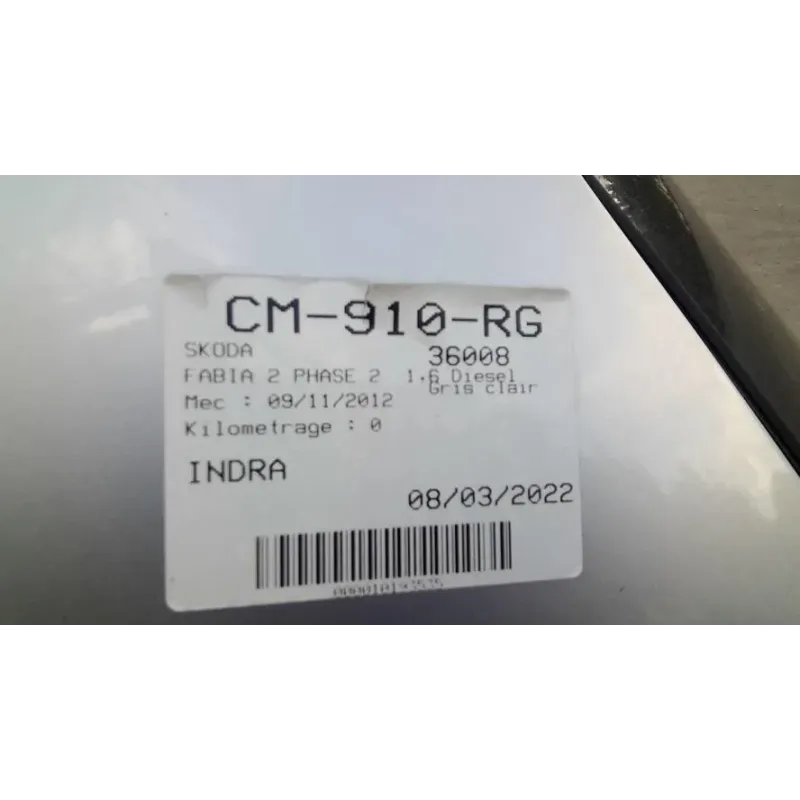 CM-910-RG
SKODA 36008
FABIA 2 PHASE 2 1.6 Diesel
Gris clair
Mec : 09/11/2012
Kilometrage : 0
INDRA
08/03/2022